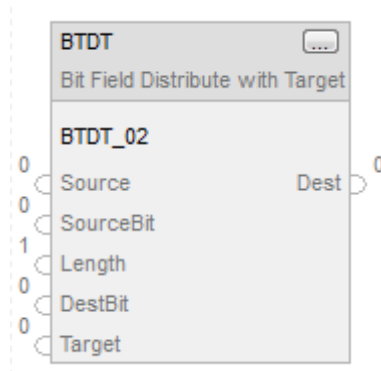 BTDT ...
Bit Field Distribute with Target
BTDT_02
0 0
Source Dest
0
SourceBit
1
Length
0
DestBit
0
Target